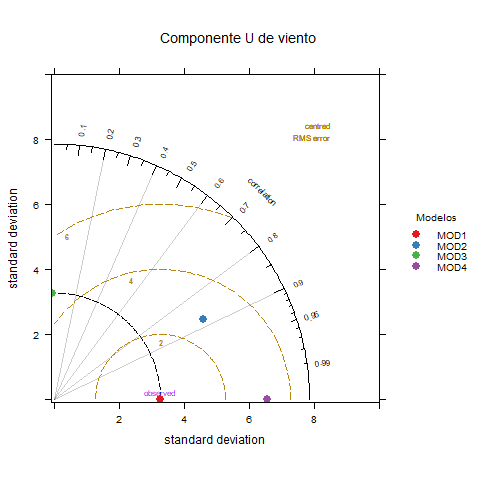 Componente U de viento
centred
RMS error
0.1
0.2
0.3
0.4
0.5
0.6
correlation
0.7
0.8
0.9
0.95
0.99
8
6
4
2
standard deviation
6
4
2
observed
2
4
6
8
standard deviation
Modelos
MOD1
MOD2
MOD3
MOD4